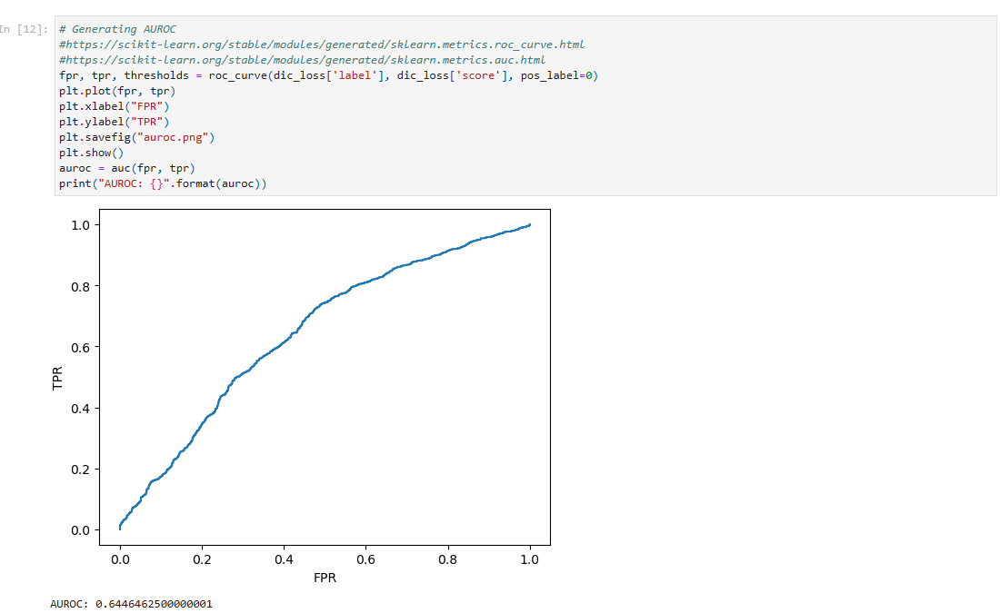 In [12]:
# Generating AUROC
#https://scikit-learn.org/stable/modules/generated/sklearn.metrics.roc_curve.html
#https://scikit-learn.org/stable/modules/generated/sklearn.metrics.auc.html
fpr, tpr, thresholds = roc_curve(dic_loss['label'], dic_loss['score'], pos_label=0)
plt.plot(fpr, tpr)
plt.xlabel("FPR")
plt.ylabel("TPR")
plt.savefig("auroc.png")
plt.show()
auroc = auc(fpr, tpr)
print("AUROC: {}".format(auroc))
1.0
0.8
0.6
TPR
0.4
0.2
0.0
0.0 0.2 0.4 0.6 0.8 1.0
FPR
AUROC: 0.6446462500000001